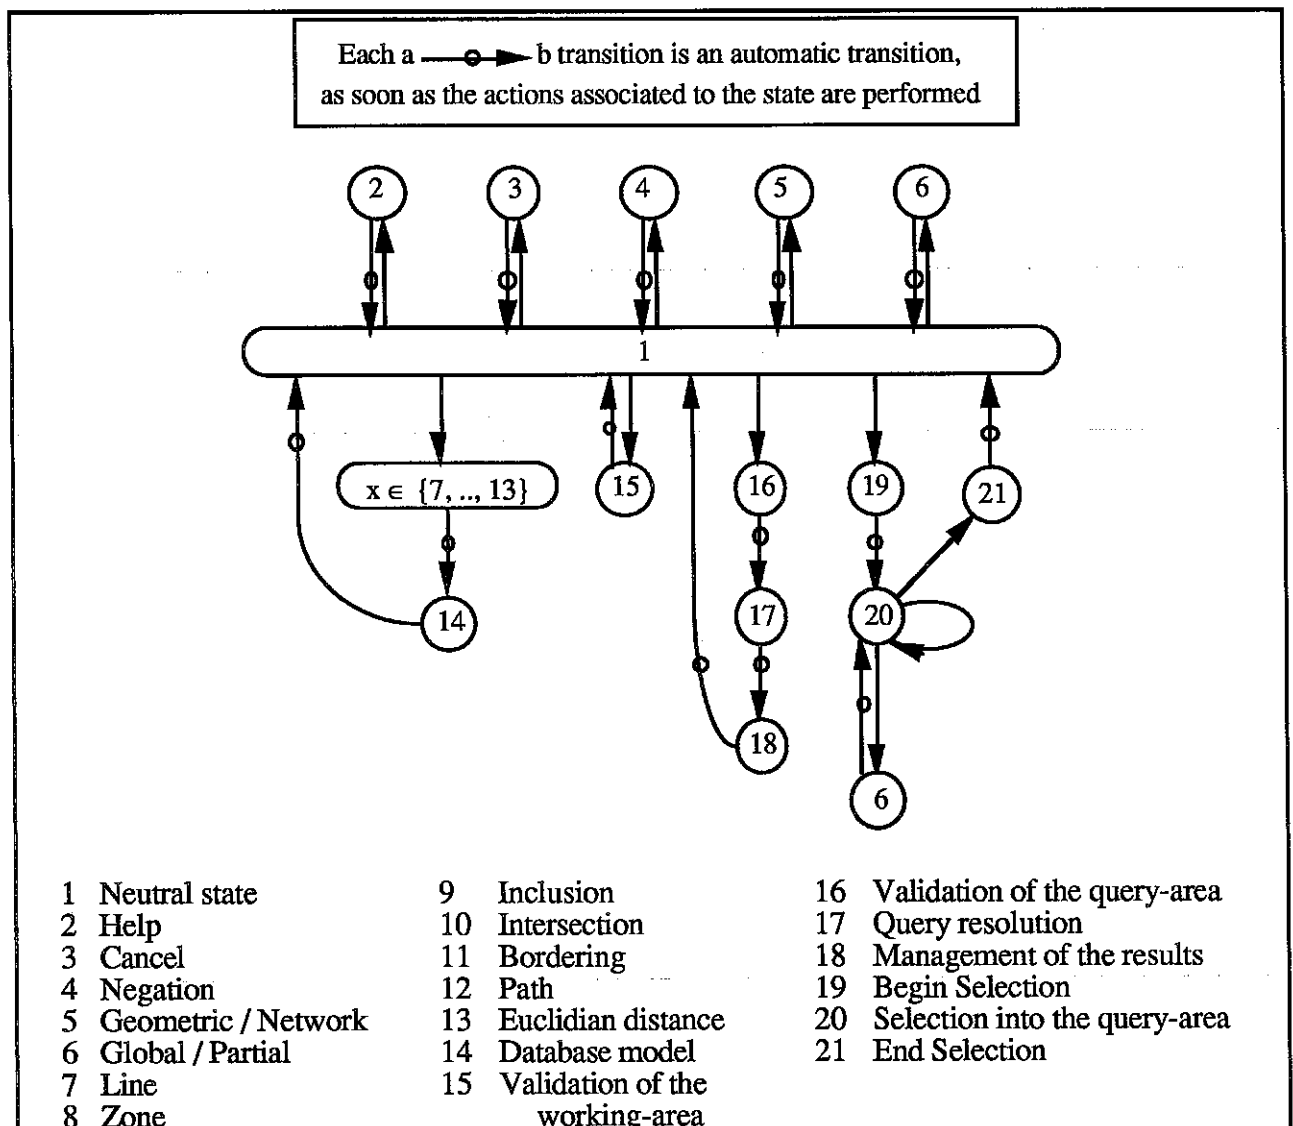 Each a b transition is an automatic transition,
as soon as the actions associated to the state are performed
2 3 4 5 6
1
x ∈ {7, .., 13} 15 16 19 21
14 17 20
18
6
1 Neutral state
2 Help
3 Cancel
4 Negation
5 Geometric / Network
6 Global / Partial
7 Line
8 Zone
9 Inclusion
10 Intersection
11 Bordering
12 Path
13 Euclidian distance
14 Database model
15 Validation of the
working-area
16 Validation of the query-area
17 Query resolution
18 Management of the results
19 Begin Selection
20 Selection into the query-area
21 End Selection